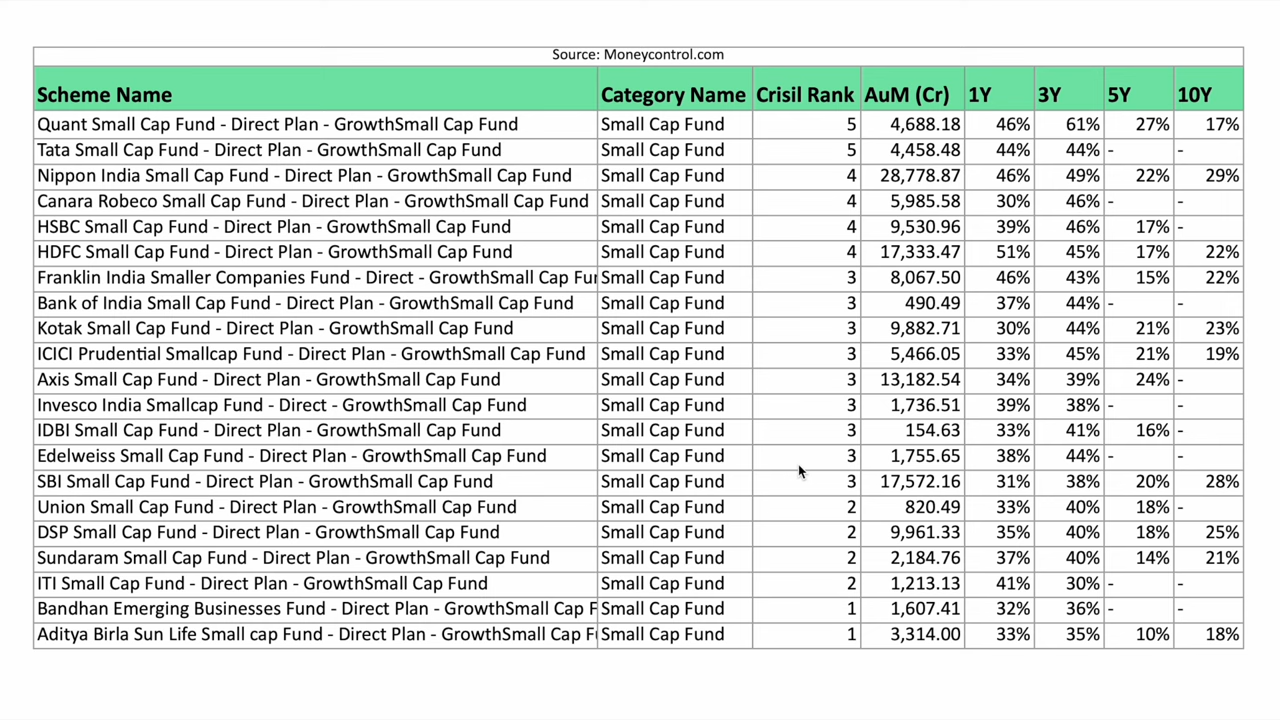 Source: Moneycontrol.com
Scheme Name Category Name Crisil Rank AuM (Cr) 1Y 3Y 5Y 10Y
Quant Small Cap Fund - Direct Plan - GrowthSmall Cap Fund Small Cap Fund 5 4,688.18 46% 61% 27% 17%
Tata Small Cap Fund - Direct Plan - GrowthSmall Cap Fund Small Cap Fund 5 4,458.48 44% 44% - -
Nippon India Small Cap Fund - Direct Plan - GrowthSmall Cap Fund Small Cap Fund 4 28,778.87 46% 49% 22% 29%
Canara Robeco Small Cap Fund - Direct Plan - GrowthSmall Cap Fund Small Cap Fund 4 5,985.58 30% 46% - -
HSBC Small Cap Fund - Direct Plan - GrowthSmall Cap Fund Small Cap Fund 4 9,530.96 39% 46% 17% -
HDFC Small Cap Fund - Direct Plan - GrowthSmall Cap Fund Small Cap Fund 4 17,333.47 51% 45% 17% 22%
Franklin India Smaller Companies Fund - Direct - GrowthSmall Cap Fur Small Cap Fund 3 8,067.50 46% 43% 15% 22%
Bank of India Small Cap Fund - Direct Plan - GrowthSmall Cap Fund Small Cap Fund 3 490.49 37% 44% - -
Kotak Small Cap Fund - Direct Plan - GrowthSmall Cap Fund Small Cap Fund 3 9,882.71 30% 44% 21% 23%
ICICI Prudential Smallcap Fund - Direct Plan - GrowthSmall Cap Fund Small Cap Fund 3 5,466.05 33% 45% 21% 19%
Axis Small Cap Fund - Direct Plan - GrowthSmall Cap Fund Small Cap Fund 3 13,182.54 34% 39% 24% -
Invesco India Smallcap Fund - Direct - GrowthSmall Cap Fund Small Cap Fund 3 1,736.51 39% 38% - -
IDBI Small Cap Fund - Direct Plan - GrowthSmall Cap Fund Small Cap Fund 3 154.63 33% 41% 16% -
Edelweiss Small Cap Fund - Direct Plan - GrowthSmall Cap Fund Small Cap Fund 3 1,755.65 38% 44% - -
SBI Small Cap Fund - Direct Plan - GrowthSmall Cap Fund Small Cap Fund 3 17,572.16 31% 38% 20% 28%
Union Small Cap Fund - Direct Plan - GrowthSmall Cap Fund Small Cap Fund 2 820.49 33% 40% 18% -
DSP Small Cap Fund - Direct Plan - GrowthSmall Cap Fund Small Cap Fund 2 9,961.33 35% 40% 18% 25%
Sundaram Small Cap Fund - Direct Plan - GrowthSmall Cap Fund Small Cap Fund 2 2,184.76 37% 40% 14% 21%
ITI Small Cap Fund - Direct Plan - GrowthSmall Cap Fund Small Cap Fund 2 1,213.13 41% 30% - -
Bandhan Emerging Businesses Fund - Direct Plan - GrowthSmall Cap F Small Cap Fund 1 1,607.41 32% 36% - -
Aditya Birla Sun Life Small cap Fund - Direct Plan - GrowthSmall Cap F Small Cap Fund 1 3,314.00 33% 35% 10% 18%